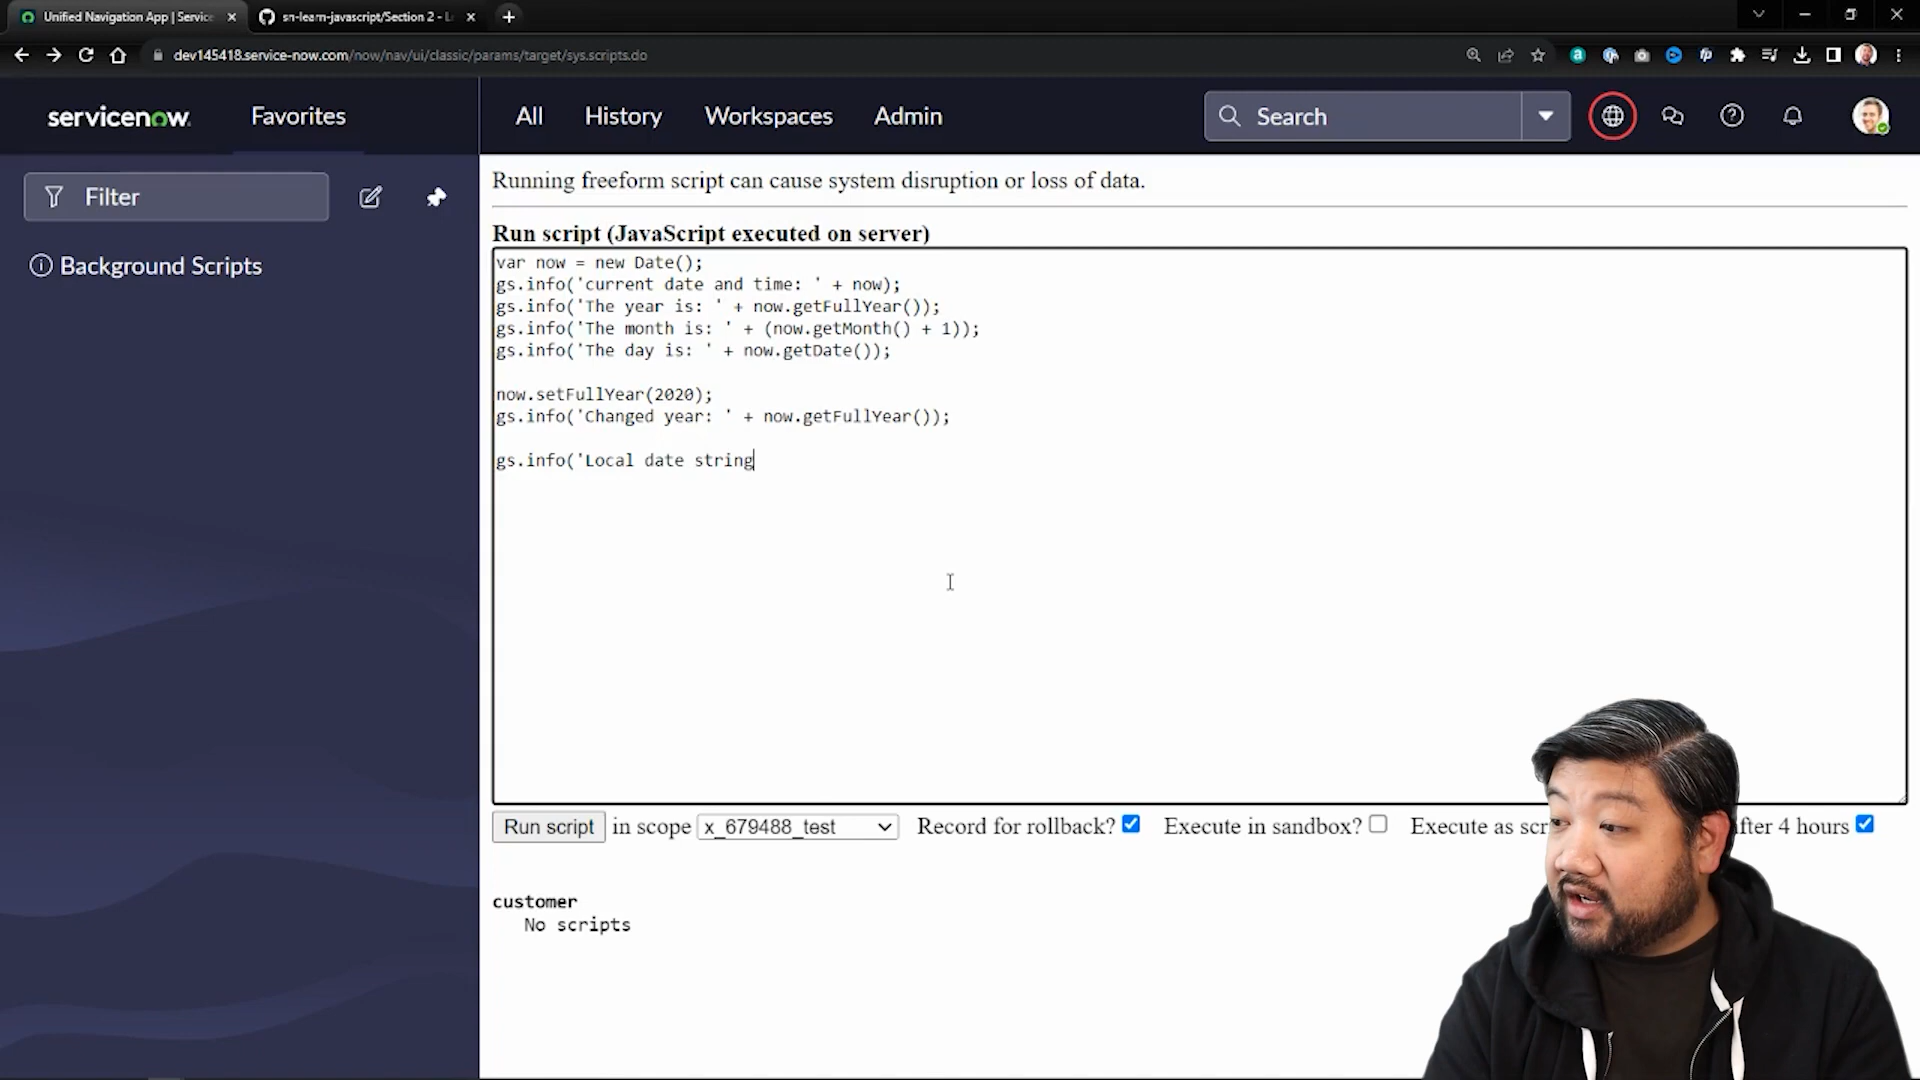 Unified Navigation App | Service
sn-learn-javascript/Section 2 - L
dev145418.service-now.com/now/nav/ui/classic/params/target/sys.scripts.do
servicenow
Favorites
All
History
Workspaces
Admin
Search
Filter
Background Scripts
Running freeform script can cause system disruption or loss of data.
Run script (JavaScript executed on server)
var now = new Date();
gs.info('current date and time: ' + now);
gs.info('The year is: ' + now.getFullYear());
gs.info('The month is: ' + (now.getMonth() + 1));
gs.info('The day is: ' + now.getDate());
now.setFullYear(2020);
gs.info('Changed year: ' + now.getFullYear());
gs.info('Local date string
Run script in scope x_679488_test Record for rollback? Execute in sandbox? Execute as scr fter 4 hours
customer
No scripts